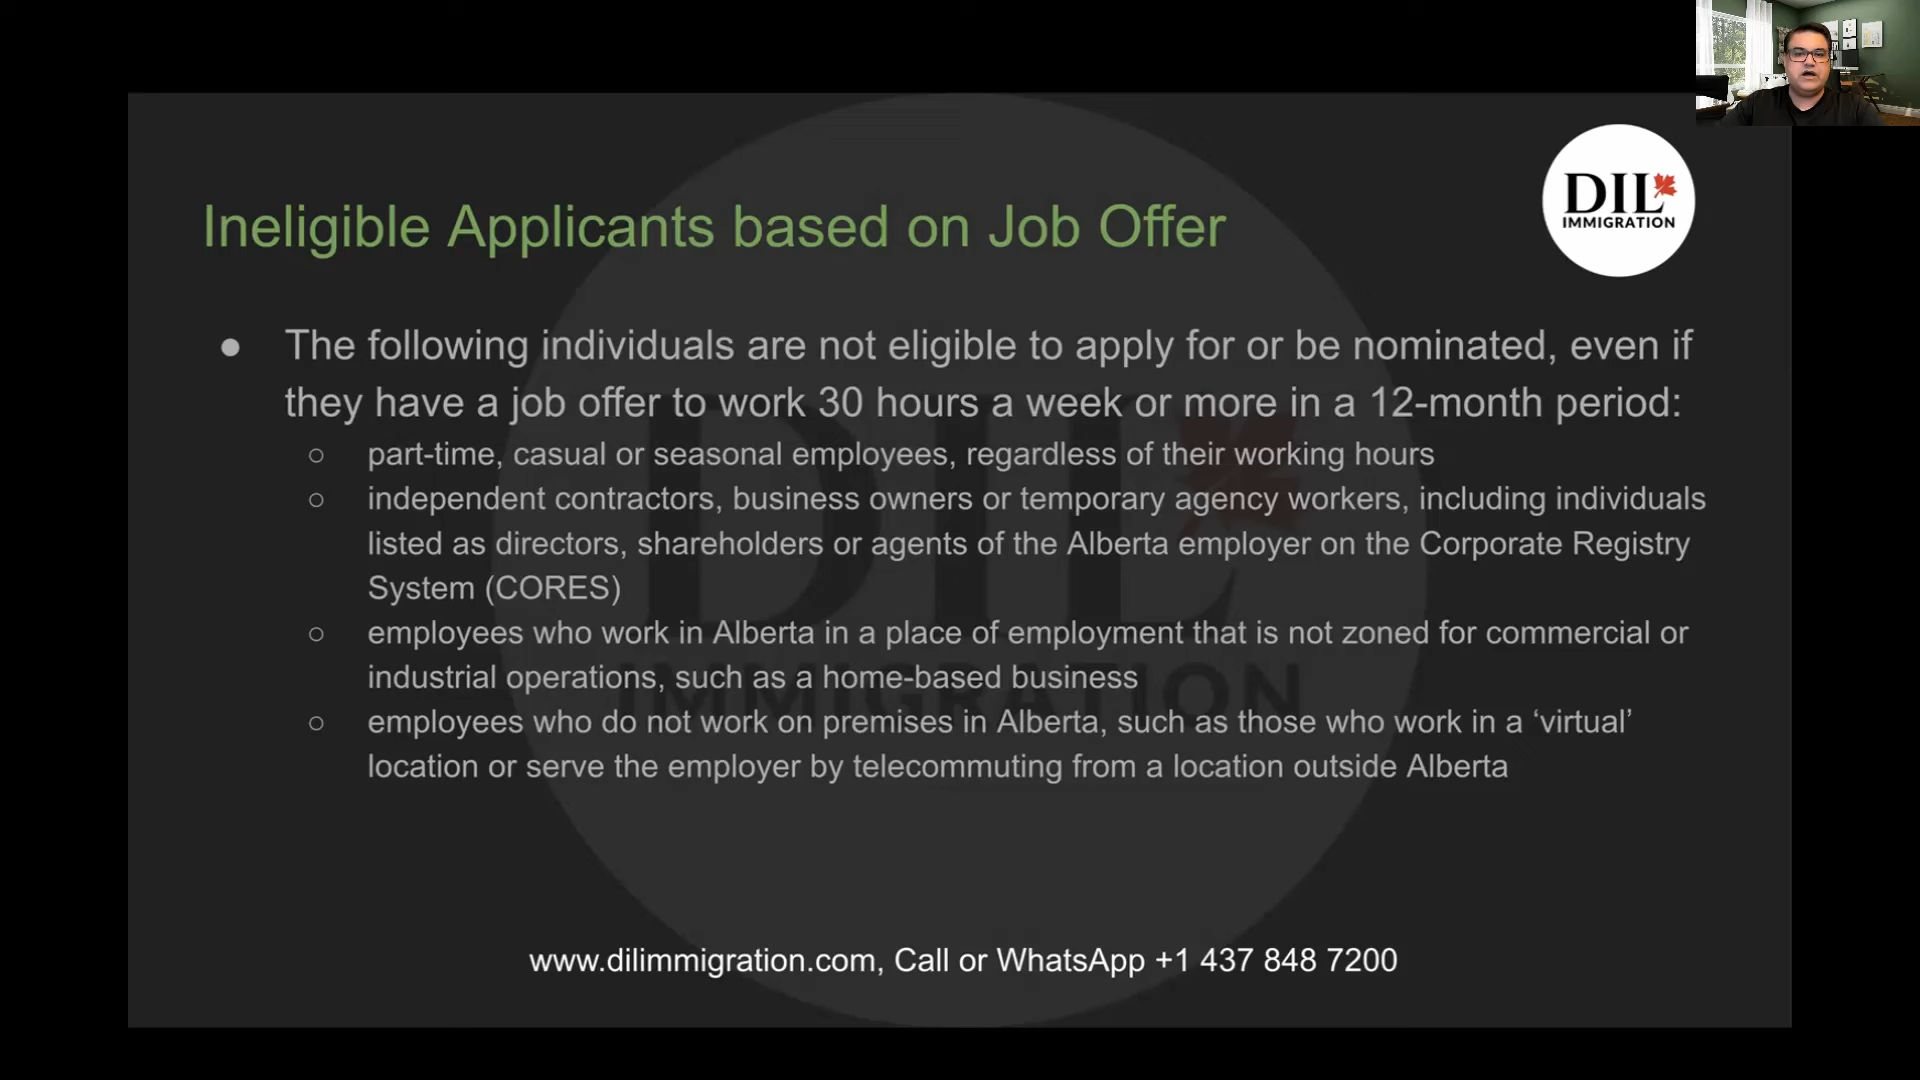 DIL
IMMIGRATION
Ineligible Applicants based on Job Offer
● The following individuals are not eligible to apply for or be nominated, even if
they have a job offer to work 30 hours a week or more in a 12-month period:
○ part-time, casual or seasonal employees, regardless of their working hours
○ independent contractors, business owners or temporary agency workers, including individuals
listed as directors, shareholders or agents of the Alberta employer on the Corporate Registry
System (CORES)
○ employees who work in Alberta in a place of employment that is not zoned for commercial or
industrial operations, such as a home-based business
○ employees who do not work on premises in Alberta, such as those who work in a ‘virtual’
location or serve the employer by telecommuting from a location outside Alberta
DIL
IMMIGRATION
www.dilimmigration.com, Call or WhatsApp +1 437 848 7200